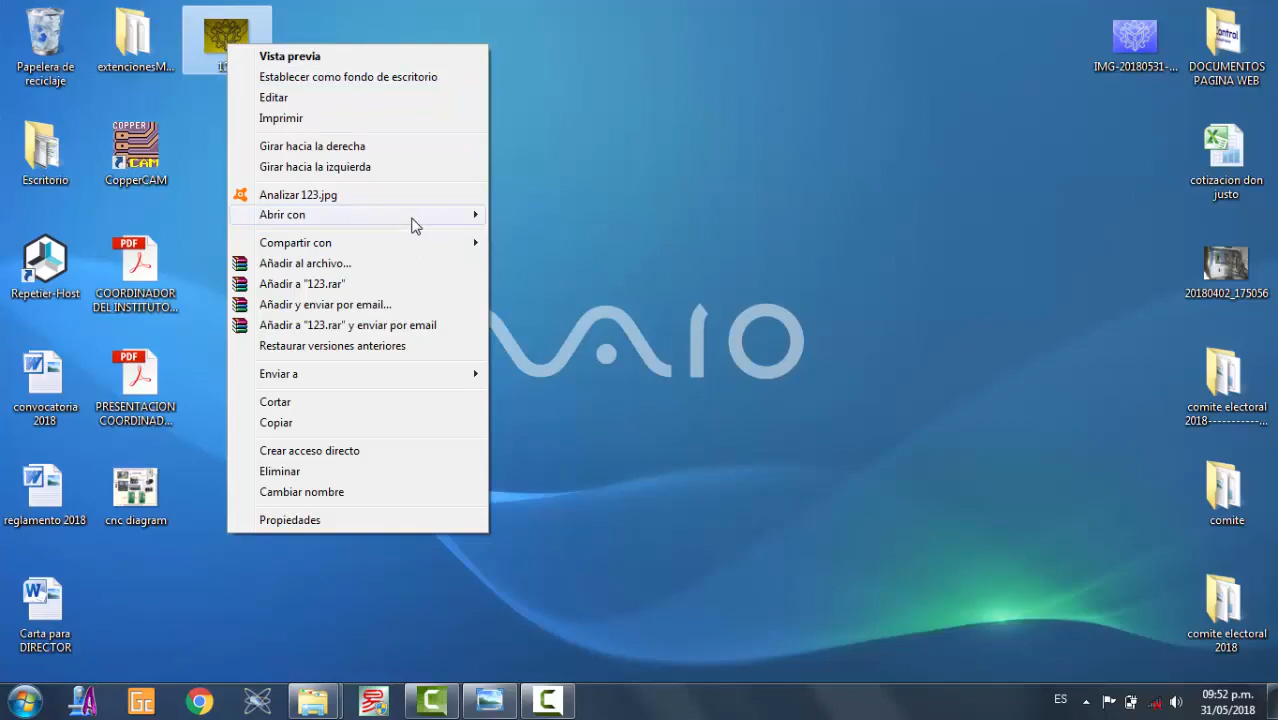 Papelera de
reciclaje
extencionesM...
Vista previa
Establecer como fondo de escritorio
Editar
Imprimir
Girar hacia la derecha
Girar hacia la izquierda
Analizar 123.jpg
Abrir con
Compartir con
Añadir al archivo...
Añadir a "123.rar"
Añadir y enviar por email...
Añadir a "123.rar" y enviar por email
Restaurar versiones anteriores
Enviar a
Cortar
Copiar
Crear acceso directo
Eliminar
Cambiar nombre
Propiedades
Escritorio
COPPER
CAM
CopperCAM
Repetier-Host
PDF
COORDINADOR
DEL INSTITUTO...
convocatoria
2018
PDF
PRESENTACION
COORDINAD...
reglamento 2018
cnc diagram
Carta para
DIRECTOR
VAIO
IMG-20180531-...
Control
DOCUMENTOS
PAGINA WEB
cotizacion don
justo
20180402_175056
comite electoral
2018-----------...
comite
comite electoral
2018
Gc
ES
09:52 p.m.
31/05/2018